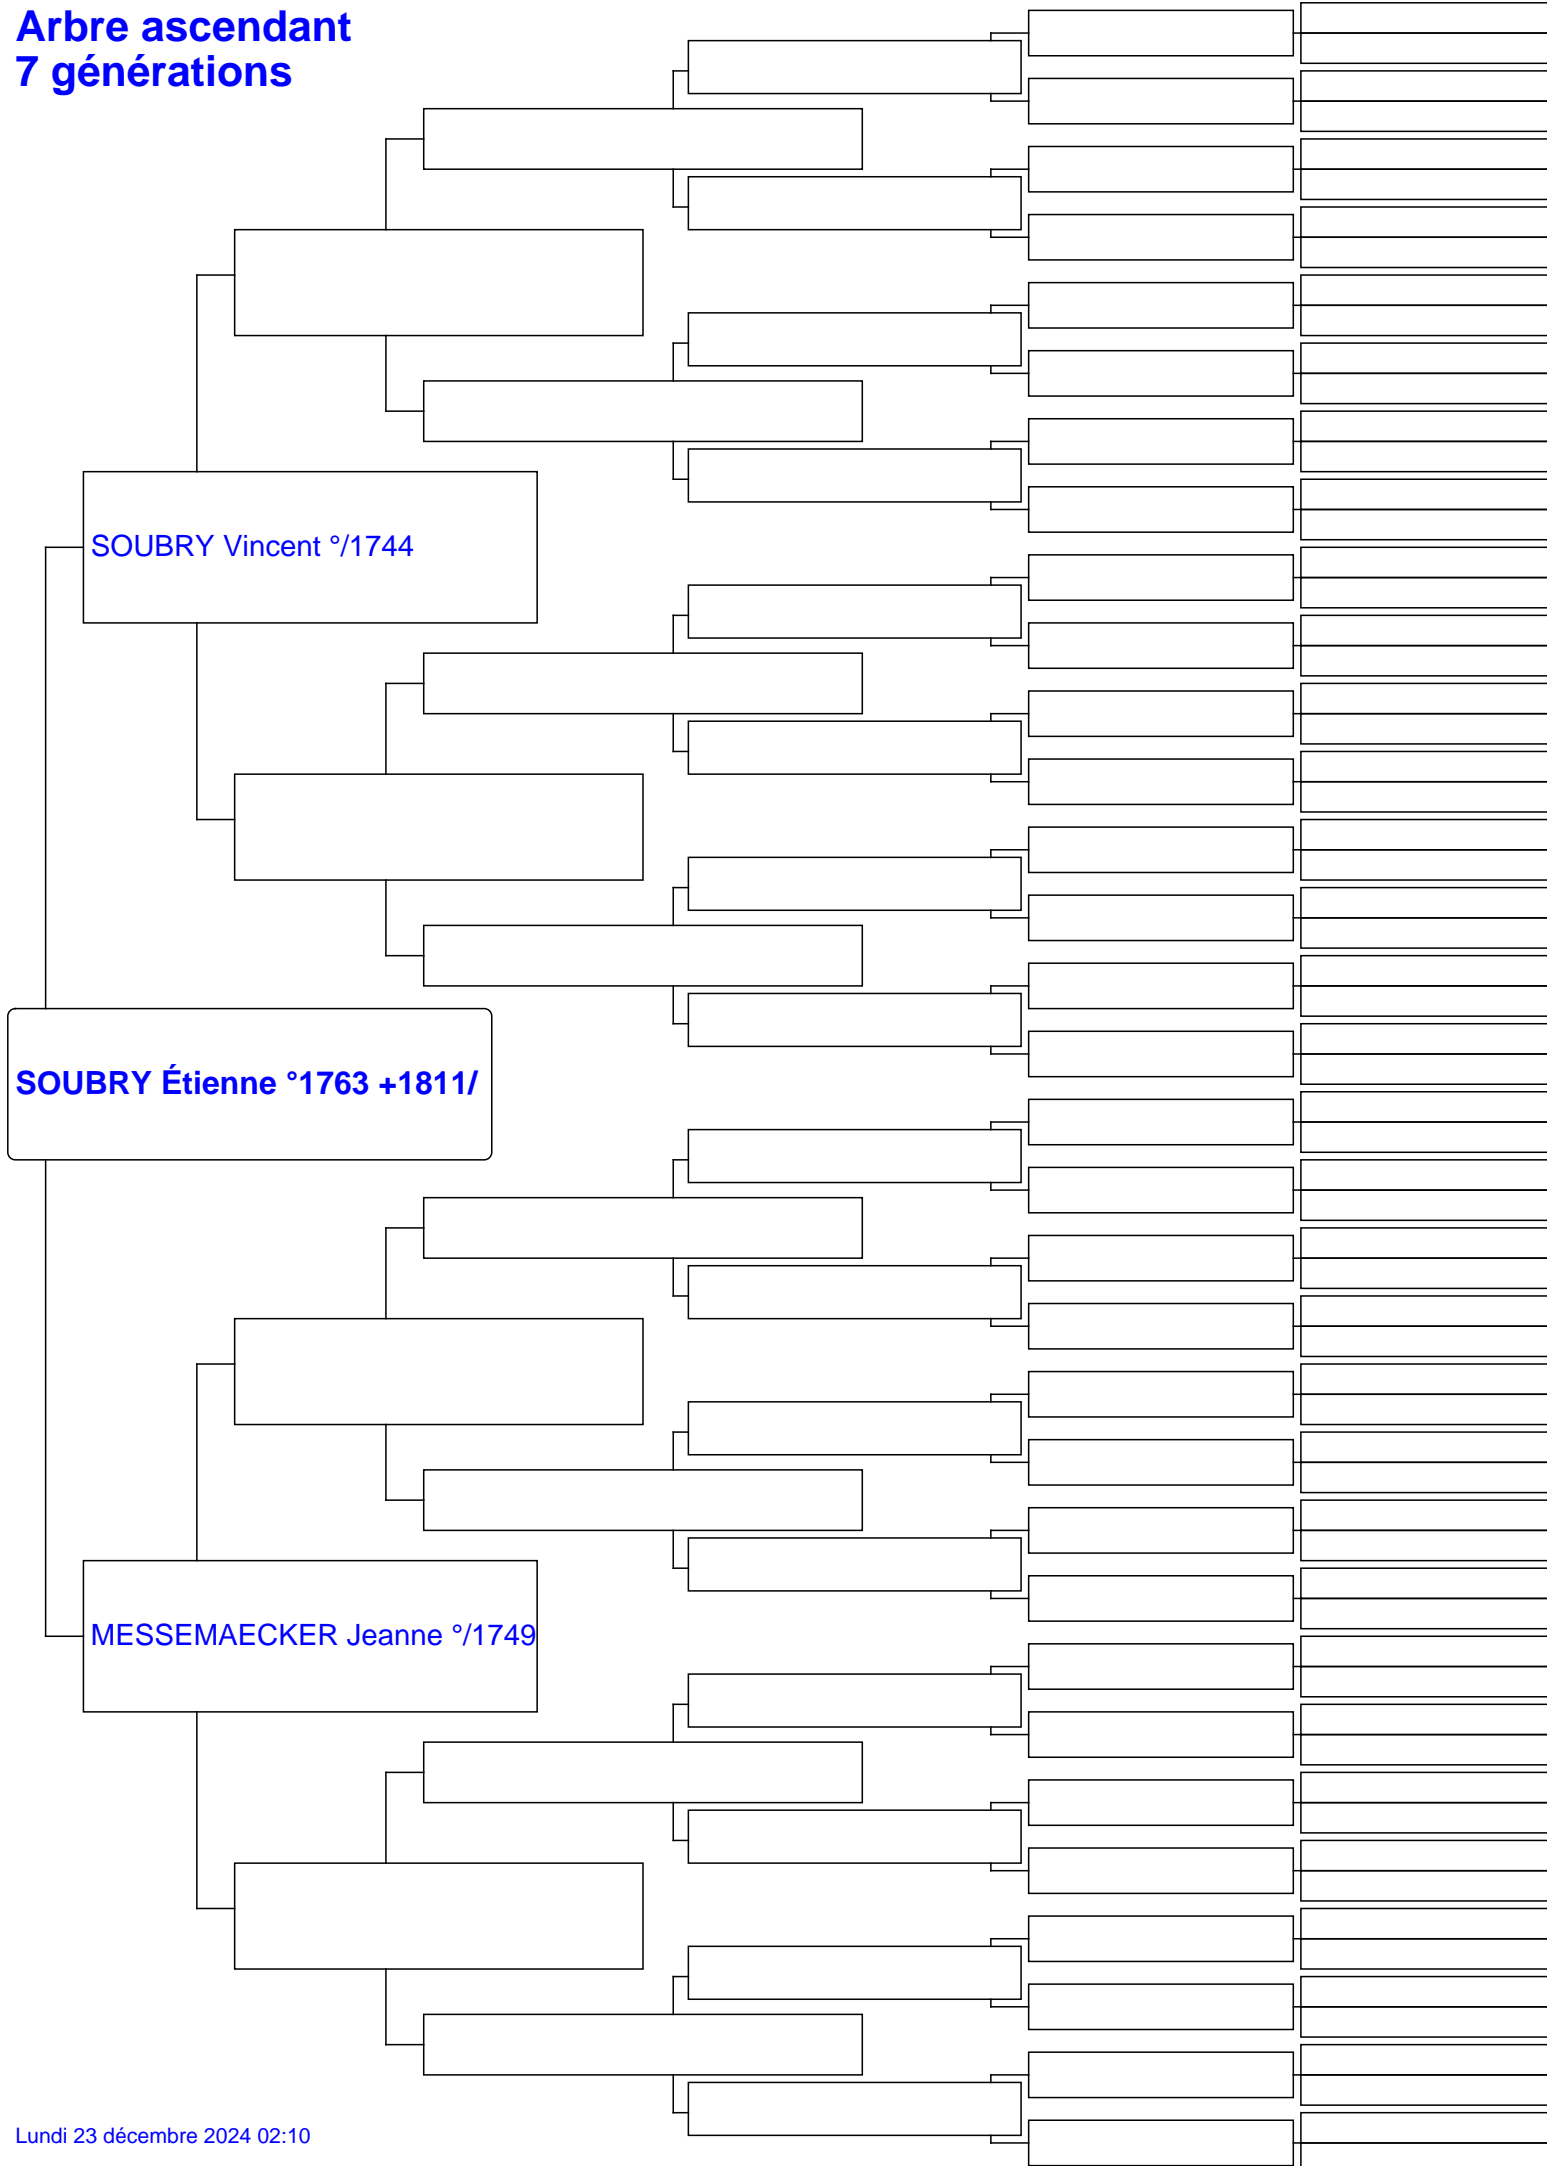 Arbre ascendant
7 générations
SOUBRY Vincent °/1744
SOUBRY Étienne °1763 +1811/
MESSEMAECKER Jeanne °/1749
Lundi 23 décembre 2024 02:10